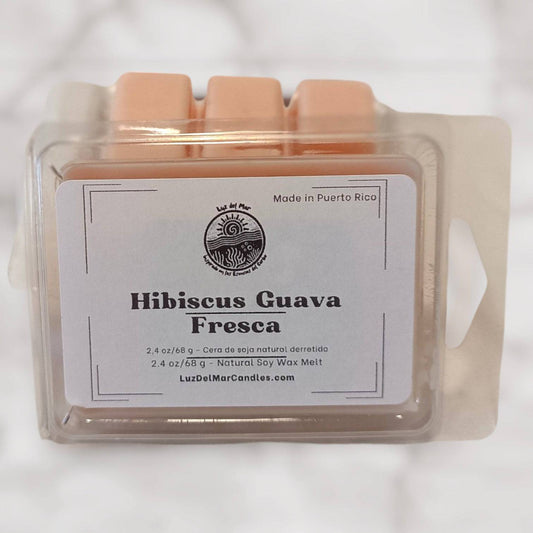 Made in Puerto Rico
Luz del Mar
Hibiscus Guava
Fresca
2,4 oz/68 g - Cera de soja natural derretida
2.4 oz/68 g - Natural Soy Wax Melt
LuzDelMarCandles.com